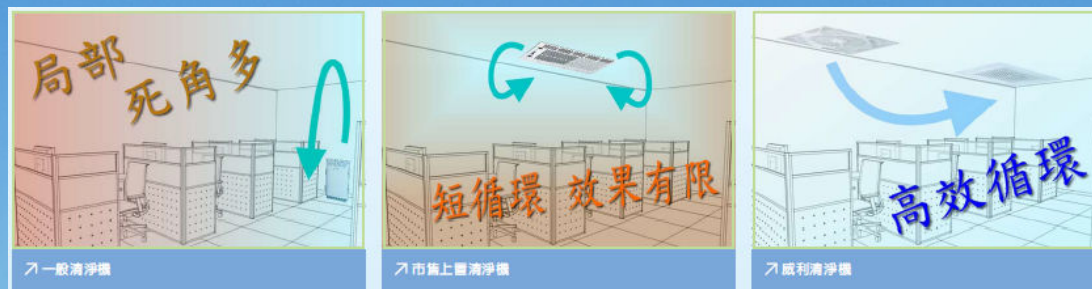 局部
死角多
短循環 效果有限
高效循環
一般清淨機
市售上置清淨機
威利清淨機